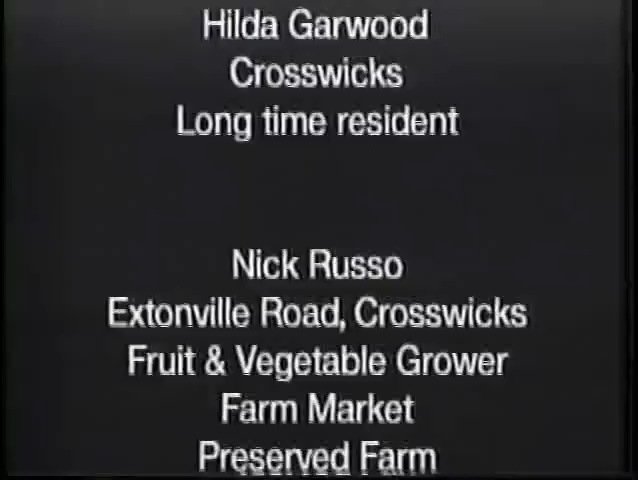 Hilda Garwood
Crosswicks
Long time resident
Nick Russo
Extonville Road, Crosswicks
Fruit & Vegetable Grower
Farm Market
Preserved Farm